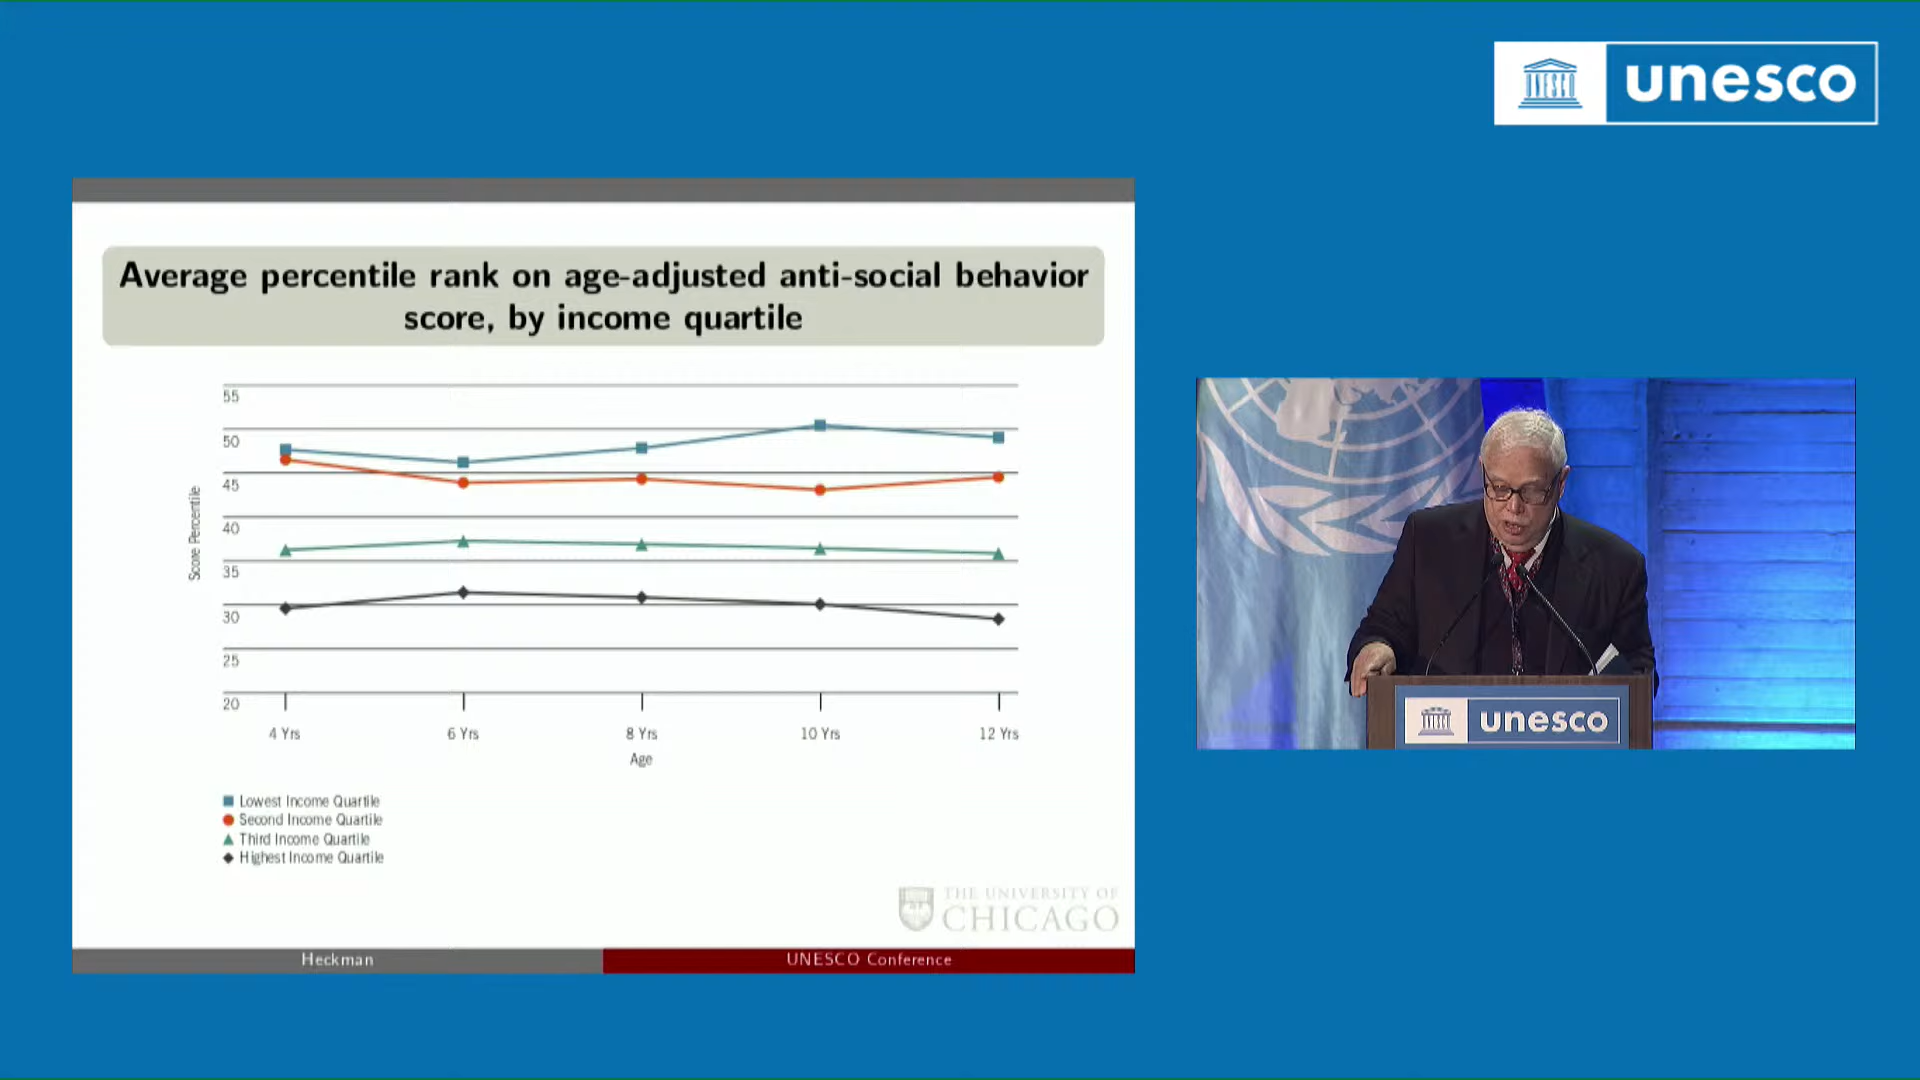 UNESCO
unesco
Average percentile rank on age-adjusted anti-social behavior
score, by income quartile
55
50
45
40
35
30
25
20
Score Percentile
4 Yrs
6 Yrs
8 Yrs
10 Yrs
12 Yrs
Age
Lowest Income Quartile
Second Income Quartile
Third Income Quartile
Highest Income Quartile
THE UNIVERSITY OF
CHICAGO
Heckman
UNESCO Conference
unesco